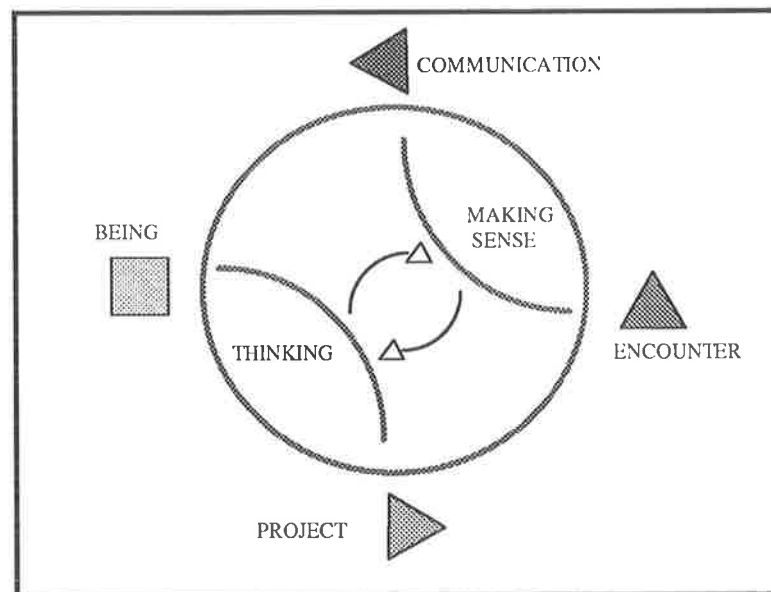 COMMUNICATION
MAKING
SENSE
BEING
THINKING
ENCOUNTER
PROJECT